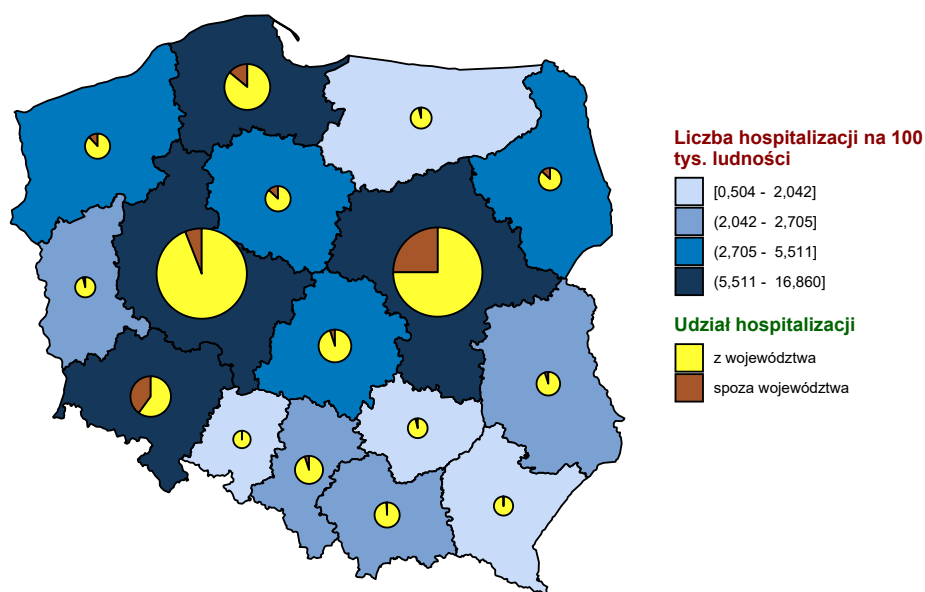 Liczba hospitalizacji na 100
tys. ludności
[0,504 - 2,042]
(2,042 - 2,705]
(2,705 - 5,511]
(5,511 - 16,860]
Udział hospitalizacji
z województwa
spoza województwa